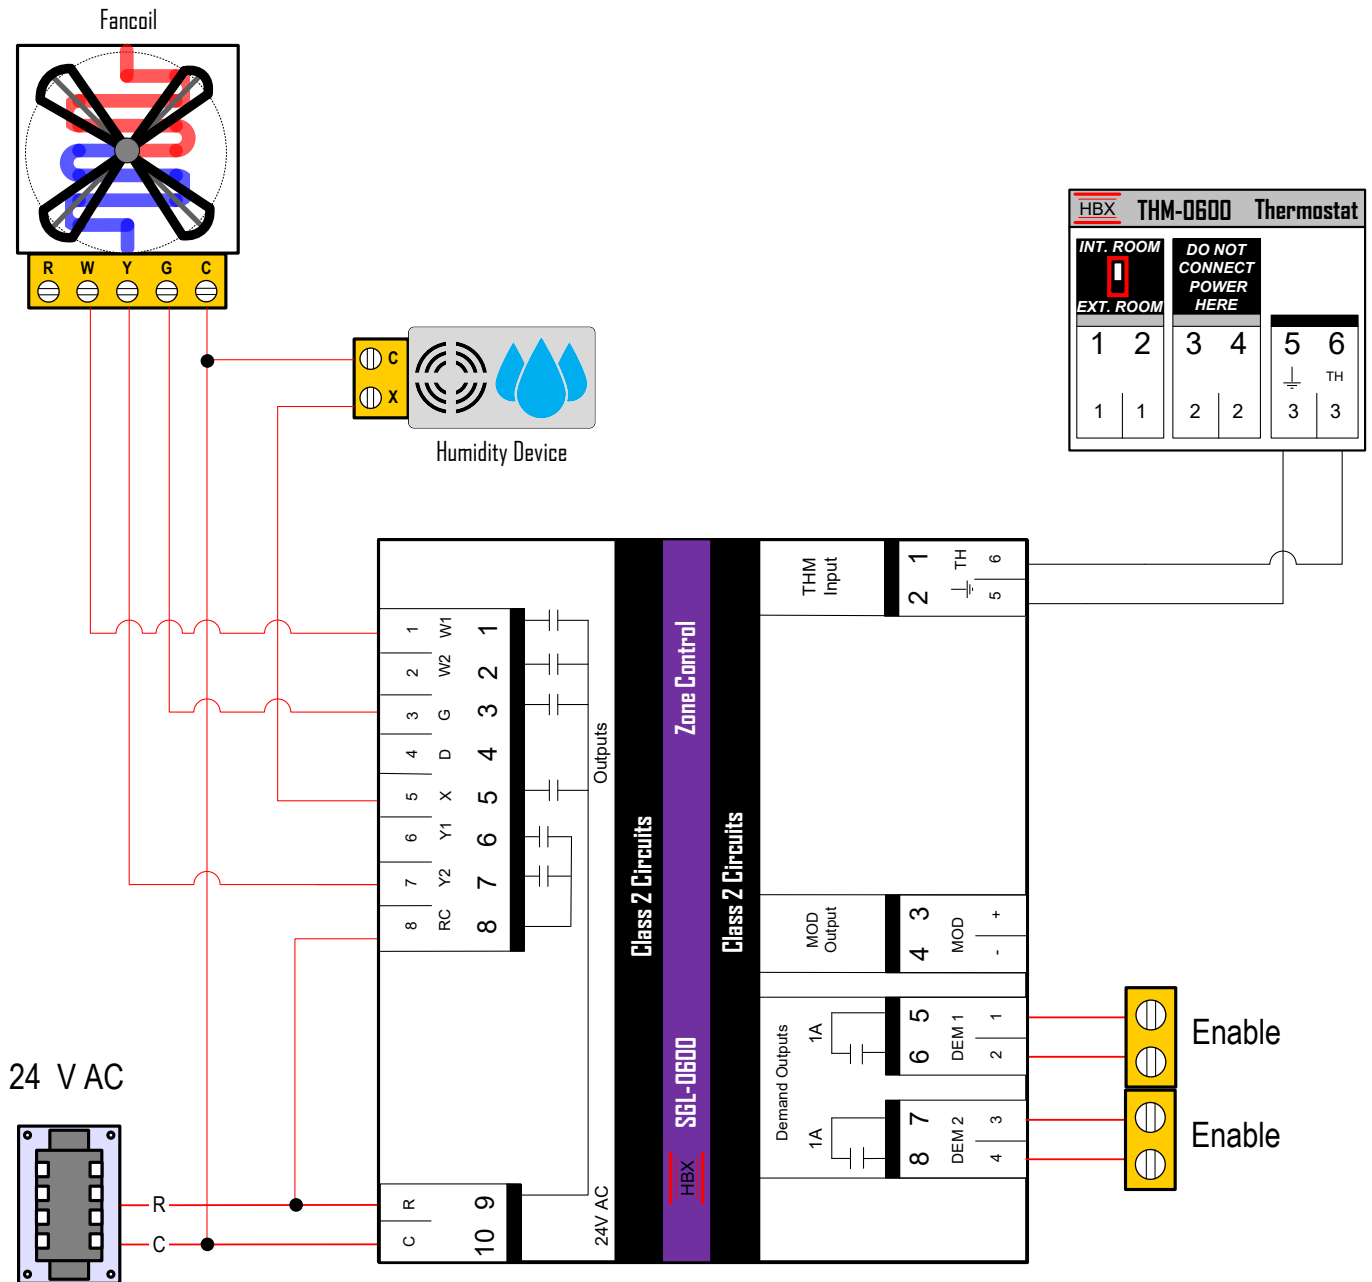 Fancoil
R W Y G C
C
X
Humidity Device
HBX THM-0600 Thermostat
INT. ROOM
EXT. ROOM
DO NOT
CONNECT
POWER
HERE
1 2 3 4 5 6
TH
1 1 2 2 3 3
1 W1 1
2 W2 2
3 G 3
4 D 4
5 X 5
6 Y1 6
7 Y2 7
8 RC 8
Outputs
R 9
C 10
24V AC
Class 2 Circuits
HBX SGL-0600 Zone Control
Class 2 Circuits
THM
Input
1 TH 6
2 5
MOD
Output
3 +
MOD
4 -
Demand Outputs
1A
5 1
DEM 1
6 2
1A
7 3
DEM 2
8 4
Enable
Enable
24 V AC
R
C